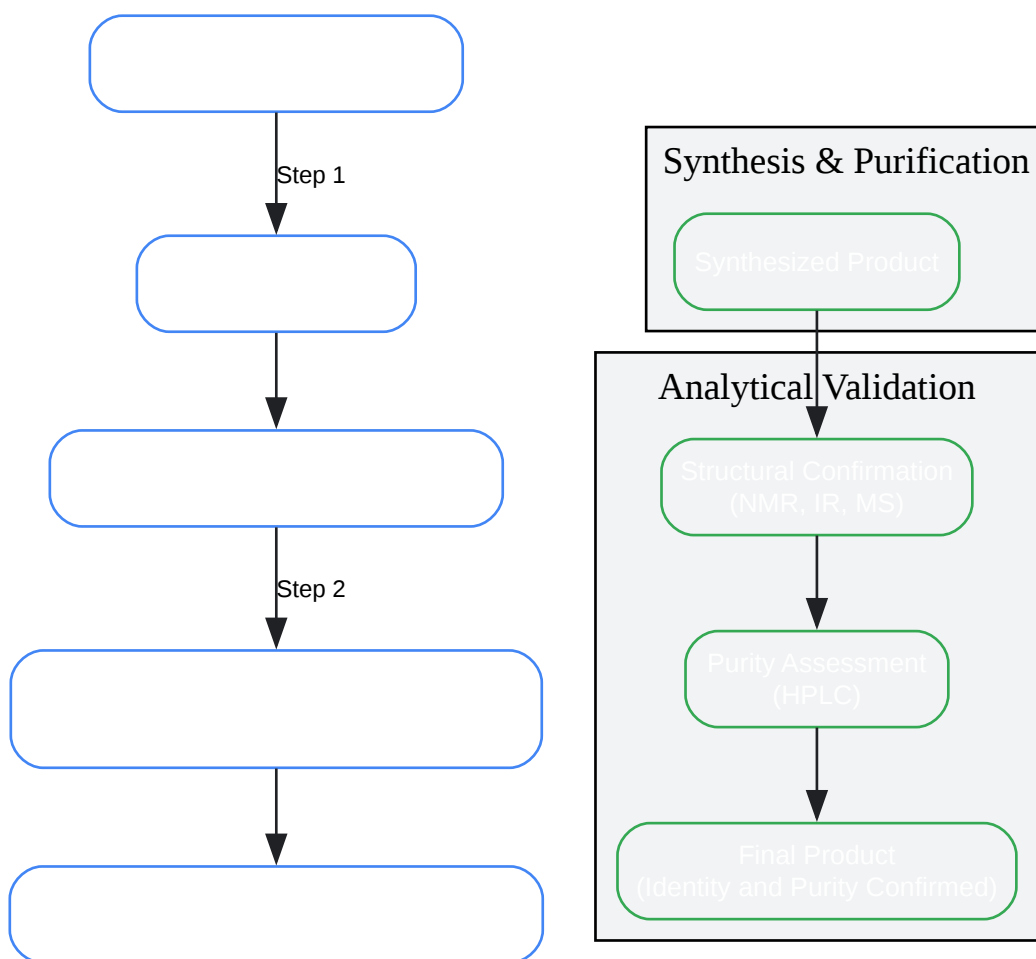 Step 1
Step 2
Synthesis & Purification
Synthesized Product
Analytical Validation
Structural Confirmation
(NMR, IR, MS)
Purity Assessment
(HPLC)
Final Product
(Identity and Purity Confirmed)